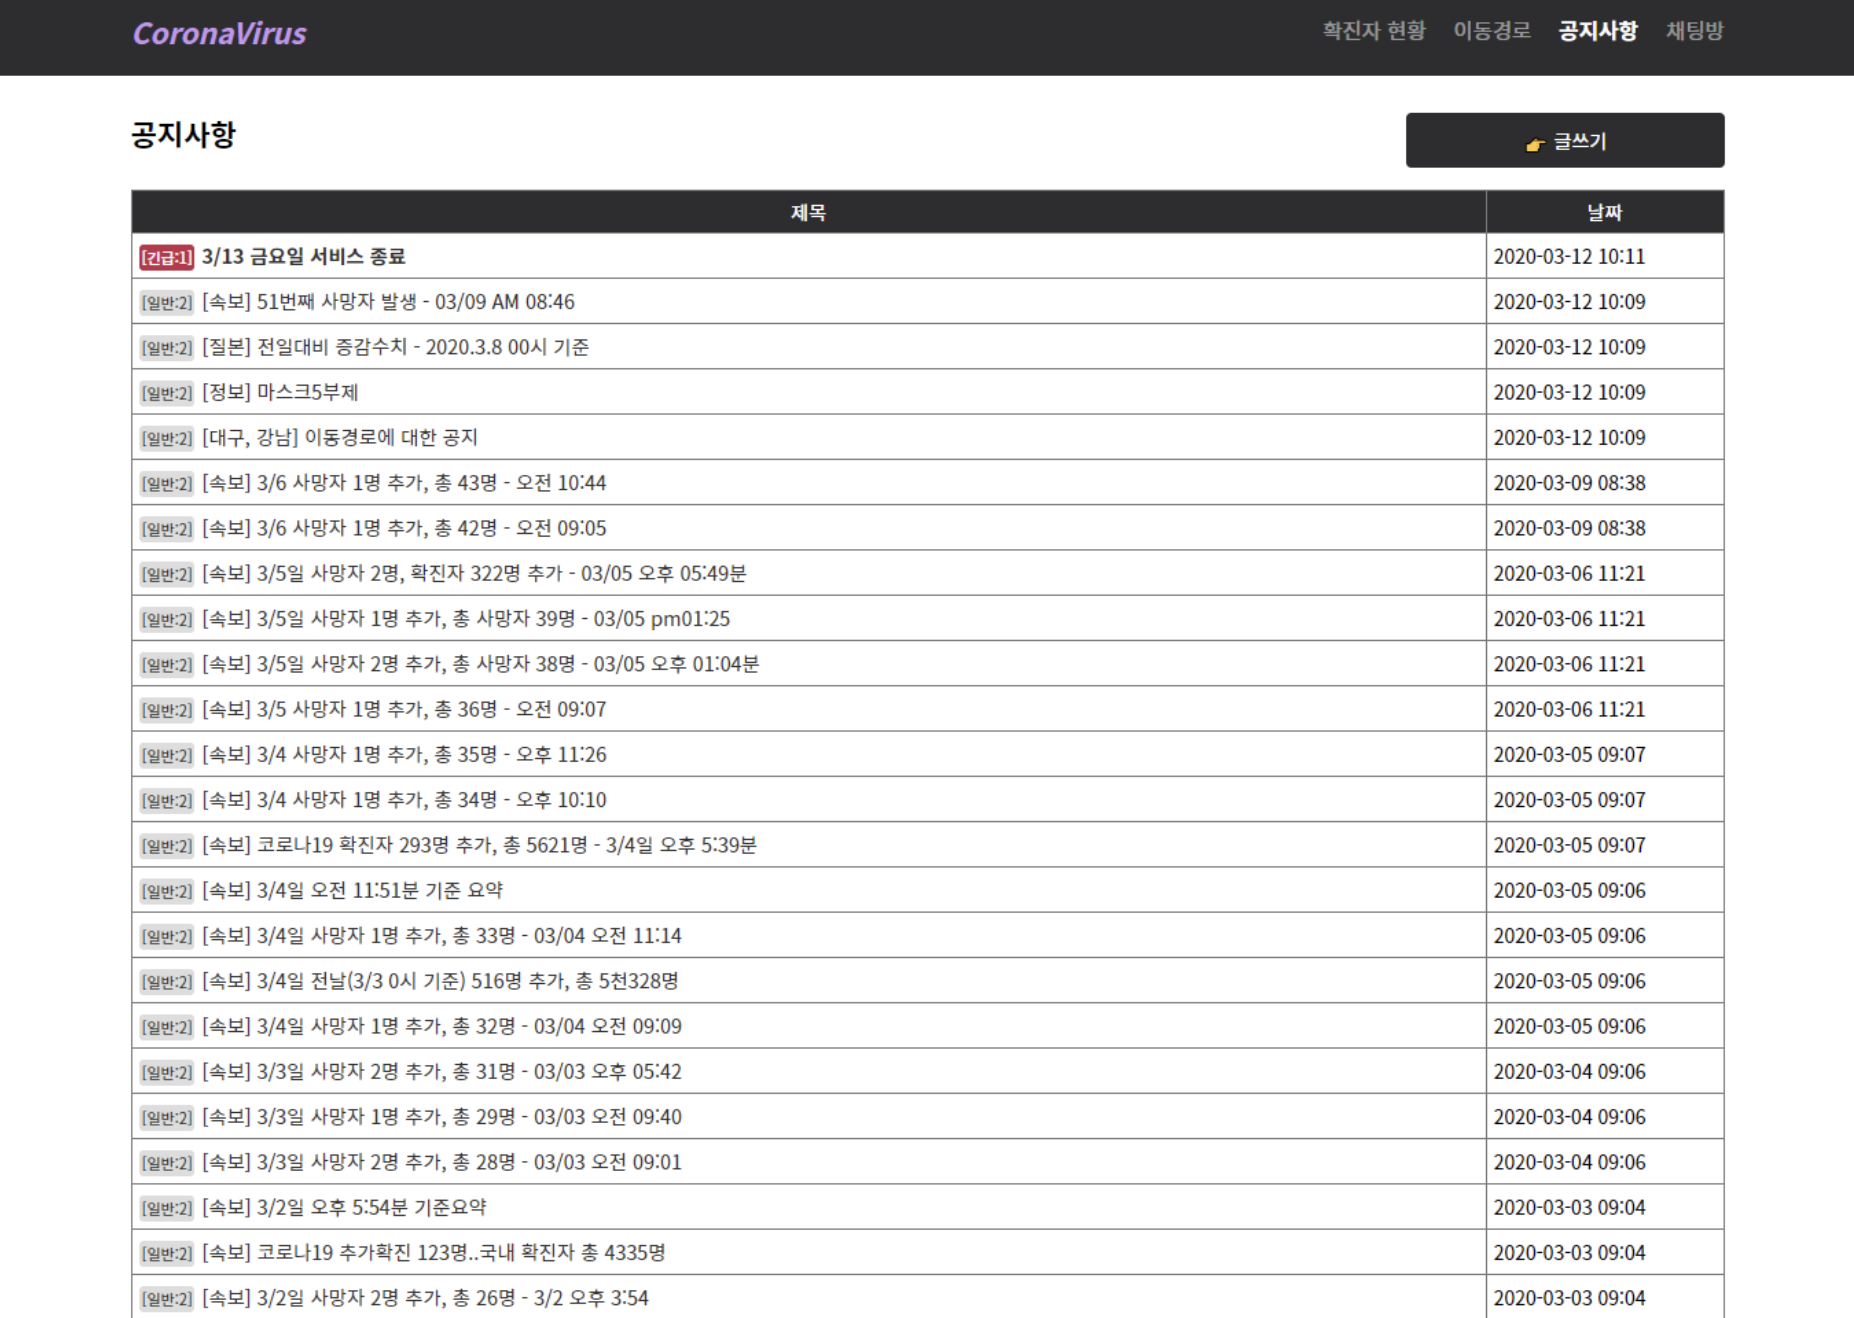 CoronaVirus
확진자 현황 이동경로 공지사항 채팅방
공지사항
👉 글쓰기
제목 날짜
[긴급:1] 3/13 금요일 서비스 종료 2020-03-12 10:11
[일반:2] [속보] 51번째 사망자 발생 - 03/09 AM 08:46 2020-03-12 10:09
[일반:2] [질본] 전일대비 증감수치 - 2020.3.8 00시 기준 2020-03-12 10:09
[일반:2] [정보] 마스크5부제 2020-03-12 10:09
[일반:2] [대구, 강남] 이동경로에 대한 공지 2020-03-12 10:09
[일반:2] [속보] 3/6 사망자 1명 추가, 총 43명 - 오전 10:44 2020-03-09 08:38
[일반:2] [속보] 3/6 사망자 1명 추가, 총 42명 - 오전 09:05 2020-03-09 08:38
[일반:2] [속보] 3/5일 사망자 2명, 확진자 322명 추가 - 03/05 오후 05:49분 2020-03-06 11:21
[일반:2] [속보] 3/5일 사망자 1명 추가, 총 사망자 39명 - 03/05 pm01:25 2020-03-06 11:21
[일반:2] [속보] 3/5일 사망자 2명 추가, 총 사망자 38명 - 03/05 오후 01:04분 2020-03-06 11:21
[일반:2] [속보] 3/5 사망자 1명 추가, 총 36명 - 오전 09:07 2020-03-06 11:21
[일반:2] [속보] 3/4 사망자 1명 추가, 총 35명 - 오후 11:26 2020-03-05 09:07
[일반:2] [속보] 3/4 사망자 1명 추가, 총 34명 - 오후 10:10 2020-03-05 09:07
[일반:2] [속보] 코로나19 확진자 293명 추가, 총 5621명 - 3/4일 오후 5:39분 2020-03-05 09:07
[일반:2] [속보] 3/4일 오전 11:51분 기준 요약 2020-03-05 09:06
[일반:2] [속보] 3/4일 사망자 1명 추가, 총 33명 - 03/04 오전 11:14 2020-03-05 09:06
[일반:2] [속보] 3/4일 전날(3/3 0시 기준) 516명 추가, 총 5천328명 2020-03-05 09:06
[일반:2] [속보] 3/4일 사망자 1명 추가, 총 32명 - 03/04 오전 09:09 2020-03-05 09:06
[일반:2] [속보] 3/3일 사망자 2명 추가, 총 31명 - 03/03 오후 05:42 2020-03-04 09:06
[일반:2] [속보] 3/3일 사망자 1명 추가, 총 29명 - 03/03 오전 09:40 2020-03-04 09:06
[일반:2] [속보] 3/3일 사망자 2명 추가, 총 28명 - 03/03 오전 09:01 2020-03-04 09:06
[일반:2] [속보] 3/2일 오후 5:54분 기준요약 2020-03-03 09:04
[일반:2] [속보] 코로나19 추가확진 123명..국내 확진자 총 4335명 2020-03-03 09:04
[일반:2] [속보] 3/2일 사망자 2명 추가, 총 26명 - 3/2 오후 3:54 2020-03-03 09:04